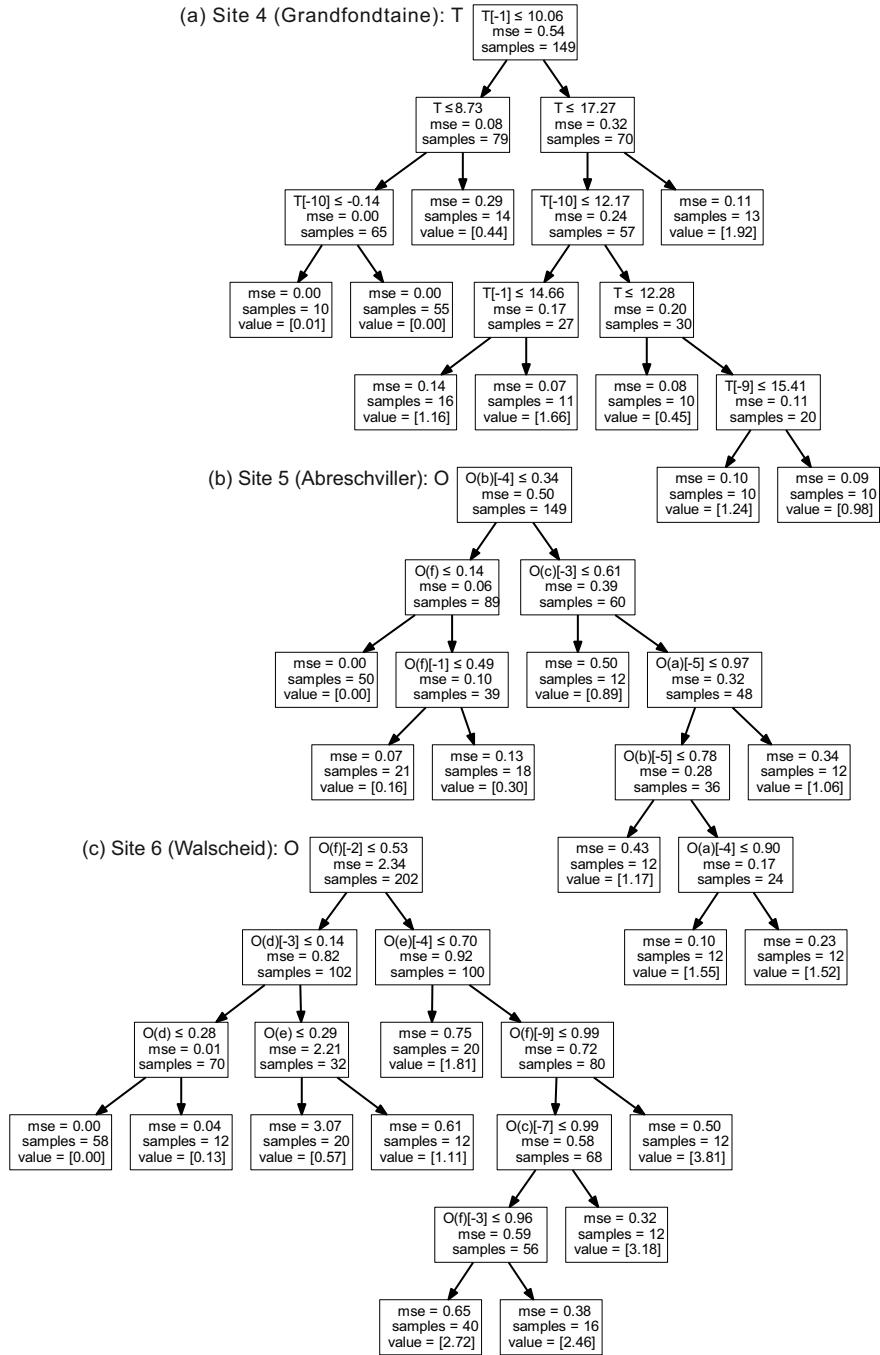 (a) Site 4 (Grandfondtaine): T
T[-1] ≤ 10.06
mse = 0.54
samples = 149
T ≤8.73
mse = 0.08
samples = 79
T ≤ 17.27
mse = 0.32
samples = 70
T[-10] ≤ -0.14
mse = 0.00
samples = 65
mse = 0.29
samples = 14
value = [0.44]
T[-10] ≤ 12.17
mse = 0.24
samples = 57
mse = 0.11
samples = 13
value = [1.92]
mse = 0.00
samples = 10
value = [0.01]
mse = 0.00
samples = 55
value = [0.00]
T[-1] ≤ 14.66
mse = 0.17
samples = 27
T ≤ 12.28
mse = 0.20
samples = 30
mse = 0.14
samples = 16
value = [1.16]
mse = 0.07
samples = 11
value = [1.66]
mse = 0.08
samples = 10
value = [0.45]
T[-9] ≤ 15.41
mse = 0.11
samples = 20
mse = 0.10
samples = 10
value = [1.24]
mse = 0.09
samples = 10
value = [0.98]
(b) Site 5 (Abreschviller): O
O(b)[-4] ≤ 0.34
mse = 0.50
samples = 149
O(f) ≤ 0.14
mse = 0.06
samples = 89
O(c)[-3] ≤ 0.61
mse = 0.39
samples = 60
mse = 0.00
samples = 50
value = [0.00]
O(f)[-1] ≤ 0.49
mse = 0.10
samples = 39
mse = 0.50
samples = 12
value = [0.89]
O(a)[-5] ≤ 0.97
mse = 0.32
samples = 48
mse = 0.07
samples = 21
value = [0.16]
mse = 0.13
samples = 18
value = [0.30]
O(b)[-5] ≤ 0.78
mse = 0.28
samples = 36
mse = 0.34
samples = 12
value = [1.06]
mse = 0.43
samples = 12
value = [1.17]
O(a)[-4] ≤ 0.90
mse = 0.17
samples = 24
mse = 0.10
samples = 12
value = [1.55]
mse = 0.23
samples = 12
value = [1.52]
(c) Site 6 (Walscheid): O
O(f)[-2] ≤ 0.53
mse = 2.34
samples = 202
O(d)[-3] ≤ 0.14
mse = 0.82
samples = 102
O(e)[-4] ≤ 0.70
mse = 0.92
samples = 100
O(d) ≤ 0.28
mse = 0.01
samples = 70
O(e) ≤ 0.29
mse = 2.21
samples = 32
mse = 0.75
samples = 20
value = [1.81]
O(f)[-9] ≤ 0.99
mse = 0.72
samples = 80
mse = 0.00
samples = 58
value = [0.00]
mse = 0.04
samples = 12
value = [0.13]
mse = 3.07
samples = 20
value = [0.57]
mse = 0.61
samples = 12
value = [1.11]
O(c)[-7] ≤ 0.99
mse = 0.58
samples = 68
mse = 0.50
samples = 12
value = [3.81]
O(f)[-3] ≤ 0.96
mse = 0.59
samples = 56
mse = 0.32
samples = 12
value = [3.18]
mse = 0.65
samples = 40
value = [2.72]
mse = 0.38
samples = 16
value = [2.46]